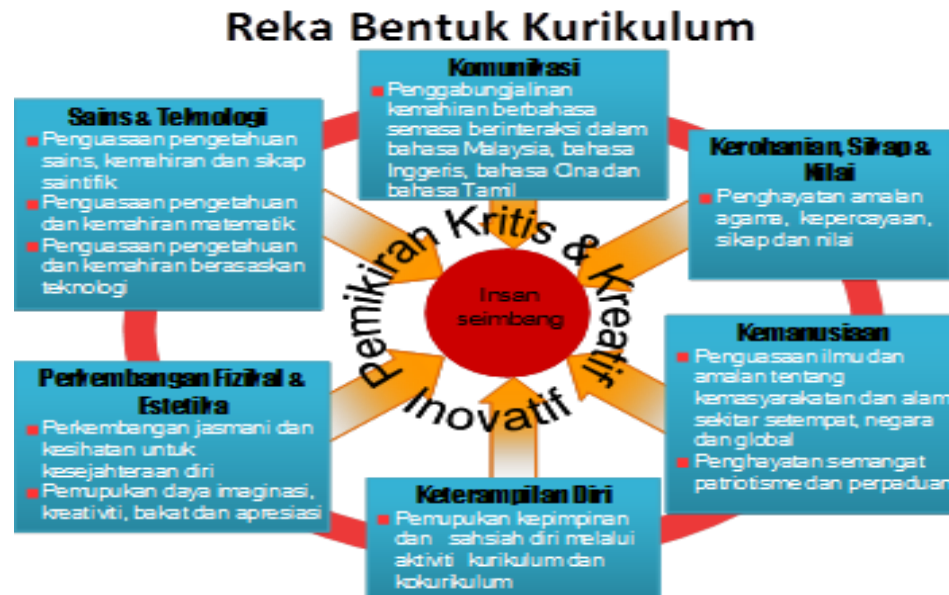 Reka Bentuk Kurikulum
Komunikasi
Penggabungjalinan
kemahiran berbahasa
semasa berinteraksi dalam
bahasa Malaysia, bahasa
Inggeris, bahasa Cina dan
bahasa Tamil
Sains & Teknologi
Penguasaan pengetahuan
sains, kemahiran dan sikap
saintifik
Penguasaan pengetahuan
dan kemahiran matematik
Penguasaan pengetahuan
dan kemahiran berasaskan
teknologi
Kerohanian, Sikap &
Nilai
Penghayatan amalan
agama, kepercayaan,
sikap dan nilai
Pemikiran Kritis & Kreatif
Inovatif
Insan
seimbang
Kemanusiaan
Penguasaan ilmu dan
amalan tentang
kemasyarakatan dan alam
sekitar setempat, negara
dan global
Penghayatan semangat
patriotisme dan perpaduan
Perkembangan Fizikal &
Estetika
Perkembangan jasmani dan
kesihatan untuk
kesejahteraan diri
Pemupukan daya imaginasi,
kreativiti, bakat dan apresiasi
Keterampilan Diri
Pemupukan kepimpinan
dan sahsiah diri melalui
aktiviti kurikulum dan
kokurikulum